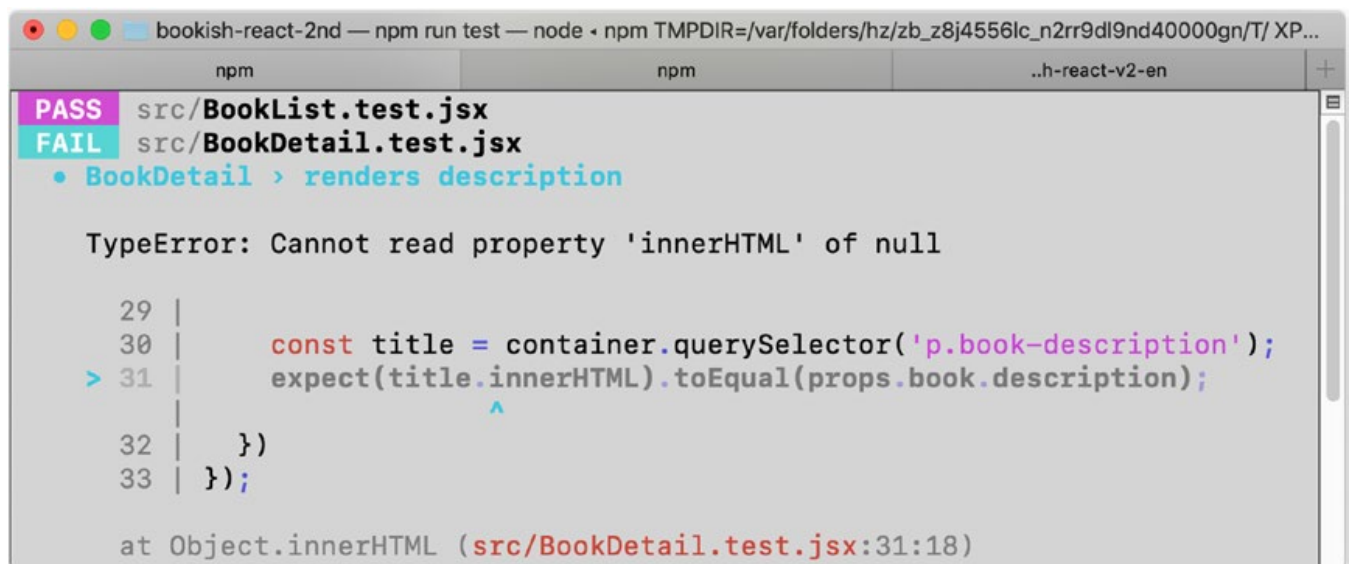 bookish-react-2nd — npm run test — node ◂ npm TMPDIR=/var/folders/hz/zb_z8j4556lc_n2rr9dl9nd40000gn/T/ XP...
npm npm ..h-react-v2-en +
PASS src/BookList.test.jsx
FAIL src/BookDetail.test.jsx
• BookDetail › renders description
TypeError: Cannot read property 'innerHTML' of null
29 |
30 | const title = container.querySelector('p.book-description');
> 31 | expect(title.innerHTML).toEqual(props.book.description);
| ^
32 | })
33 | });
at Object.innerHTML (src/BookDetail.test.jsx:31:18)